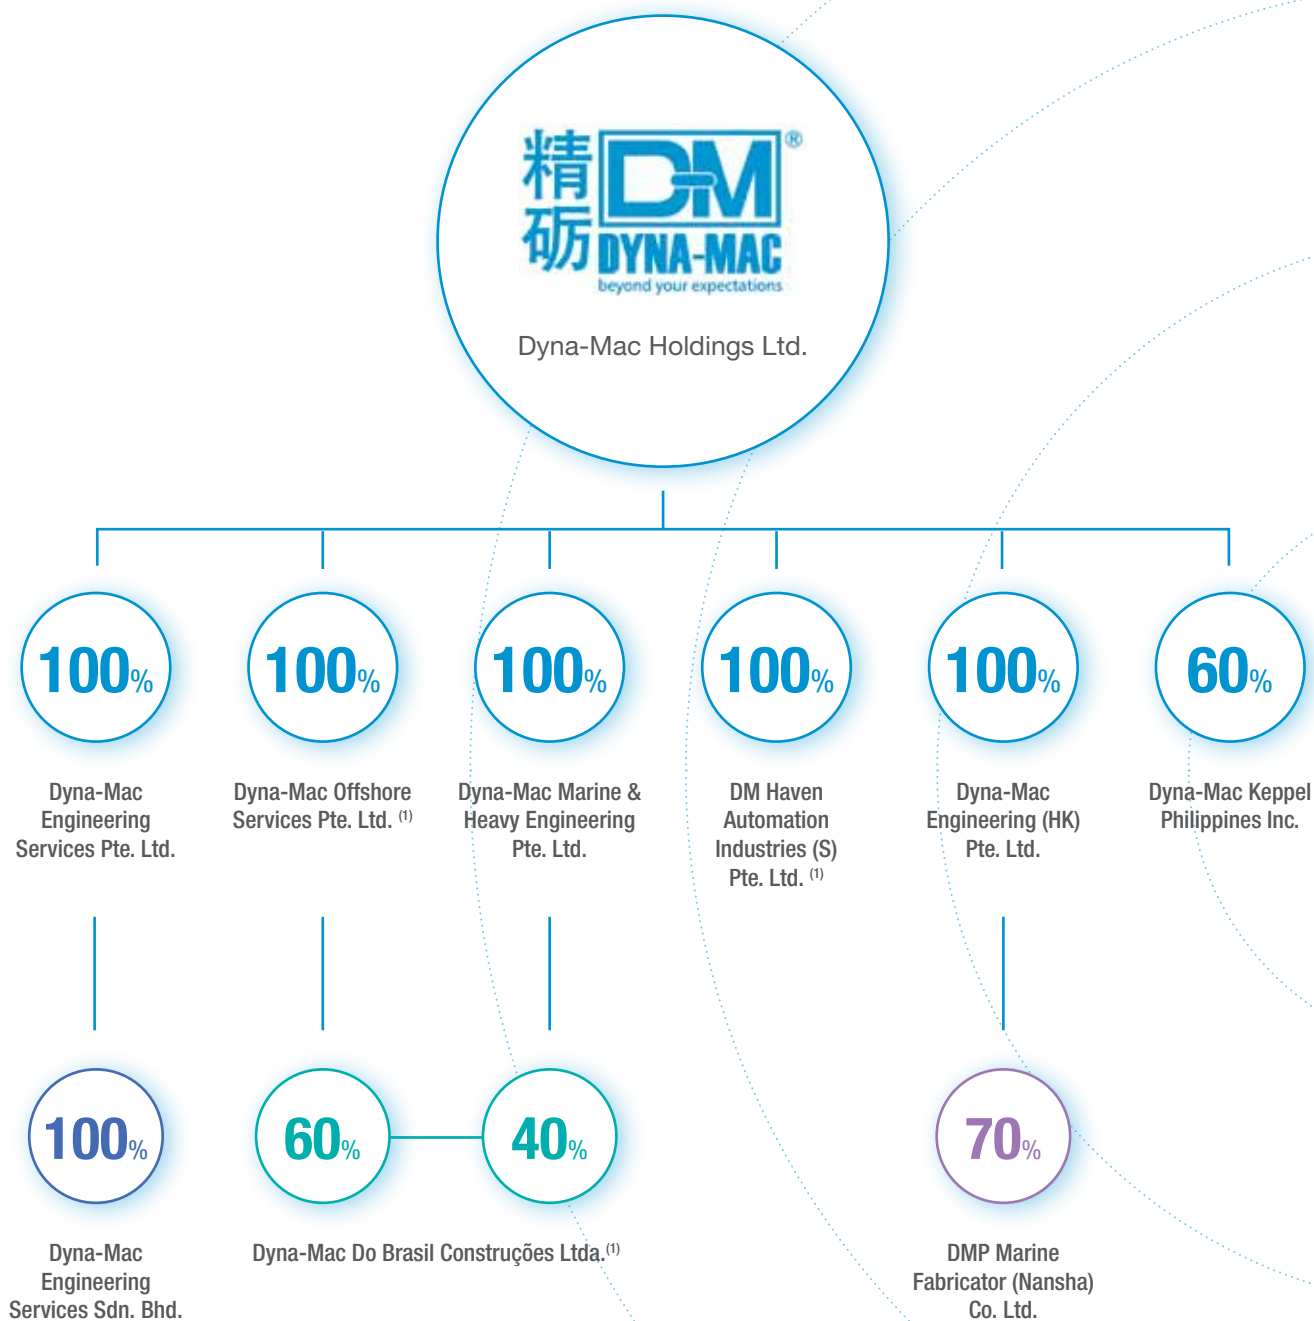 精砺
DM®
DYNA-MAC
beyond your expectations
Dyna-Mac Holdings Ltd.
100%
100%
100%
100%
100%
60%
Dyna-Mac
Engineering
Services Pte. Ltd.
Dyna-Mac Offshore
Services Pte. Ltd. (1)
Dyna-Mac Marine &
Heavy Engineering
Pte. Ltd.
DM Haven
Automation
Industries (S)
Pte. Ltd. (1)
Dyna-Mac
Engineering (HK)
Pte. Ltd.
Dyna-Mac Keppel
Philippines Inc.
100%
60%
40%
70%
Dyna-Mac
Engineering
Services Sdn. Bhd.
Dyna-Mac Do Brasil Construções Ltda.(1)
DMP Marine
Fabricator (Nansha)
Co. Ltd.